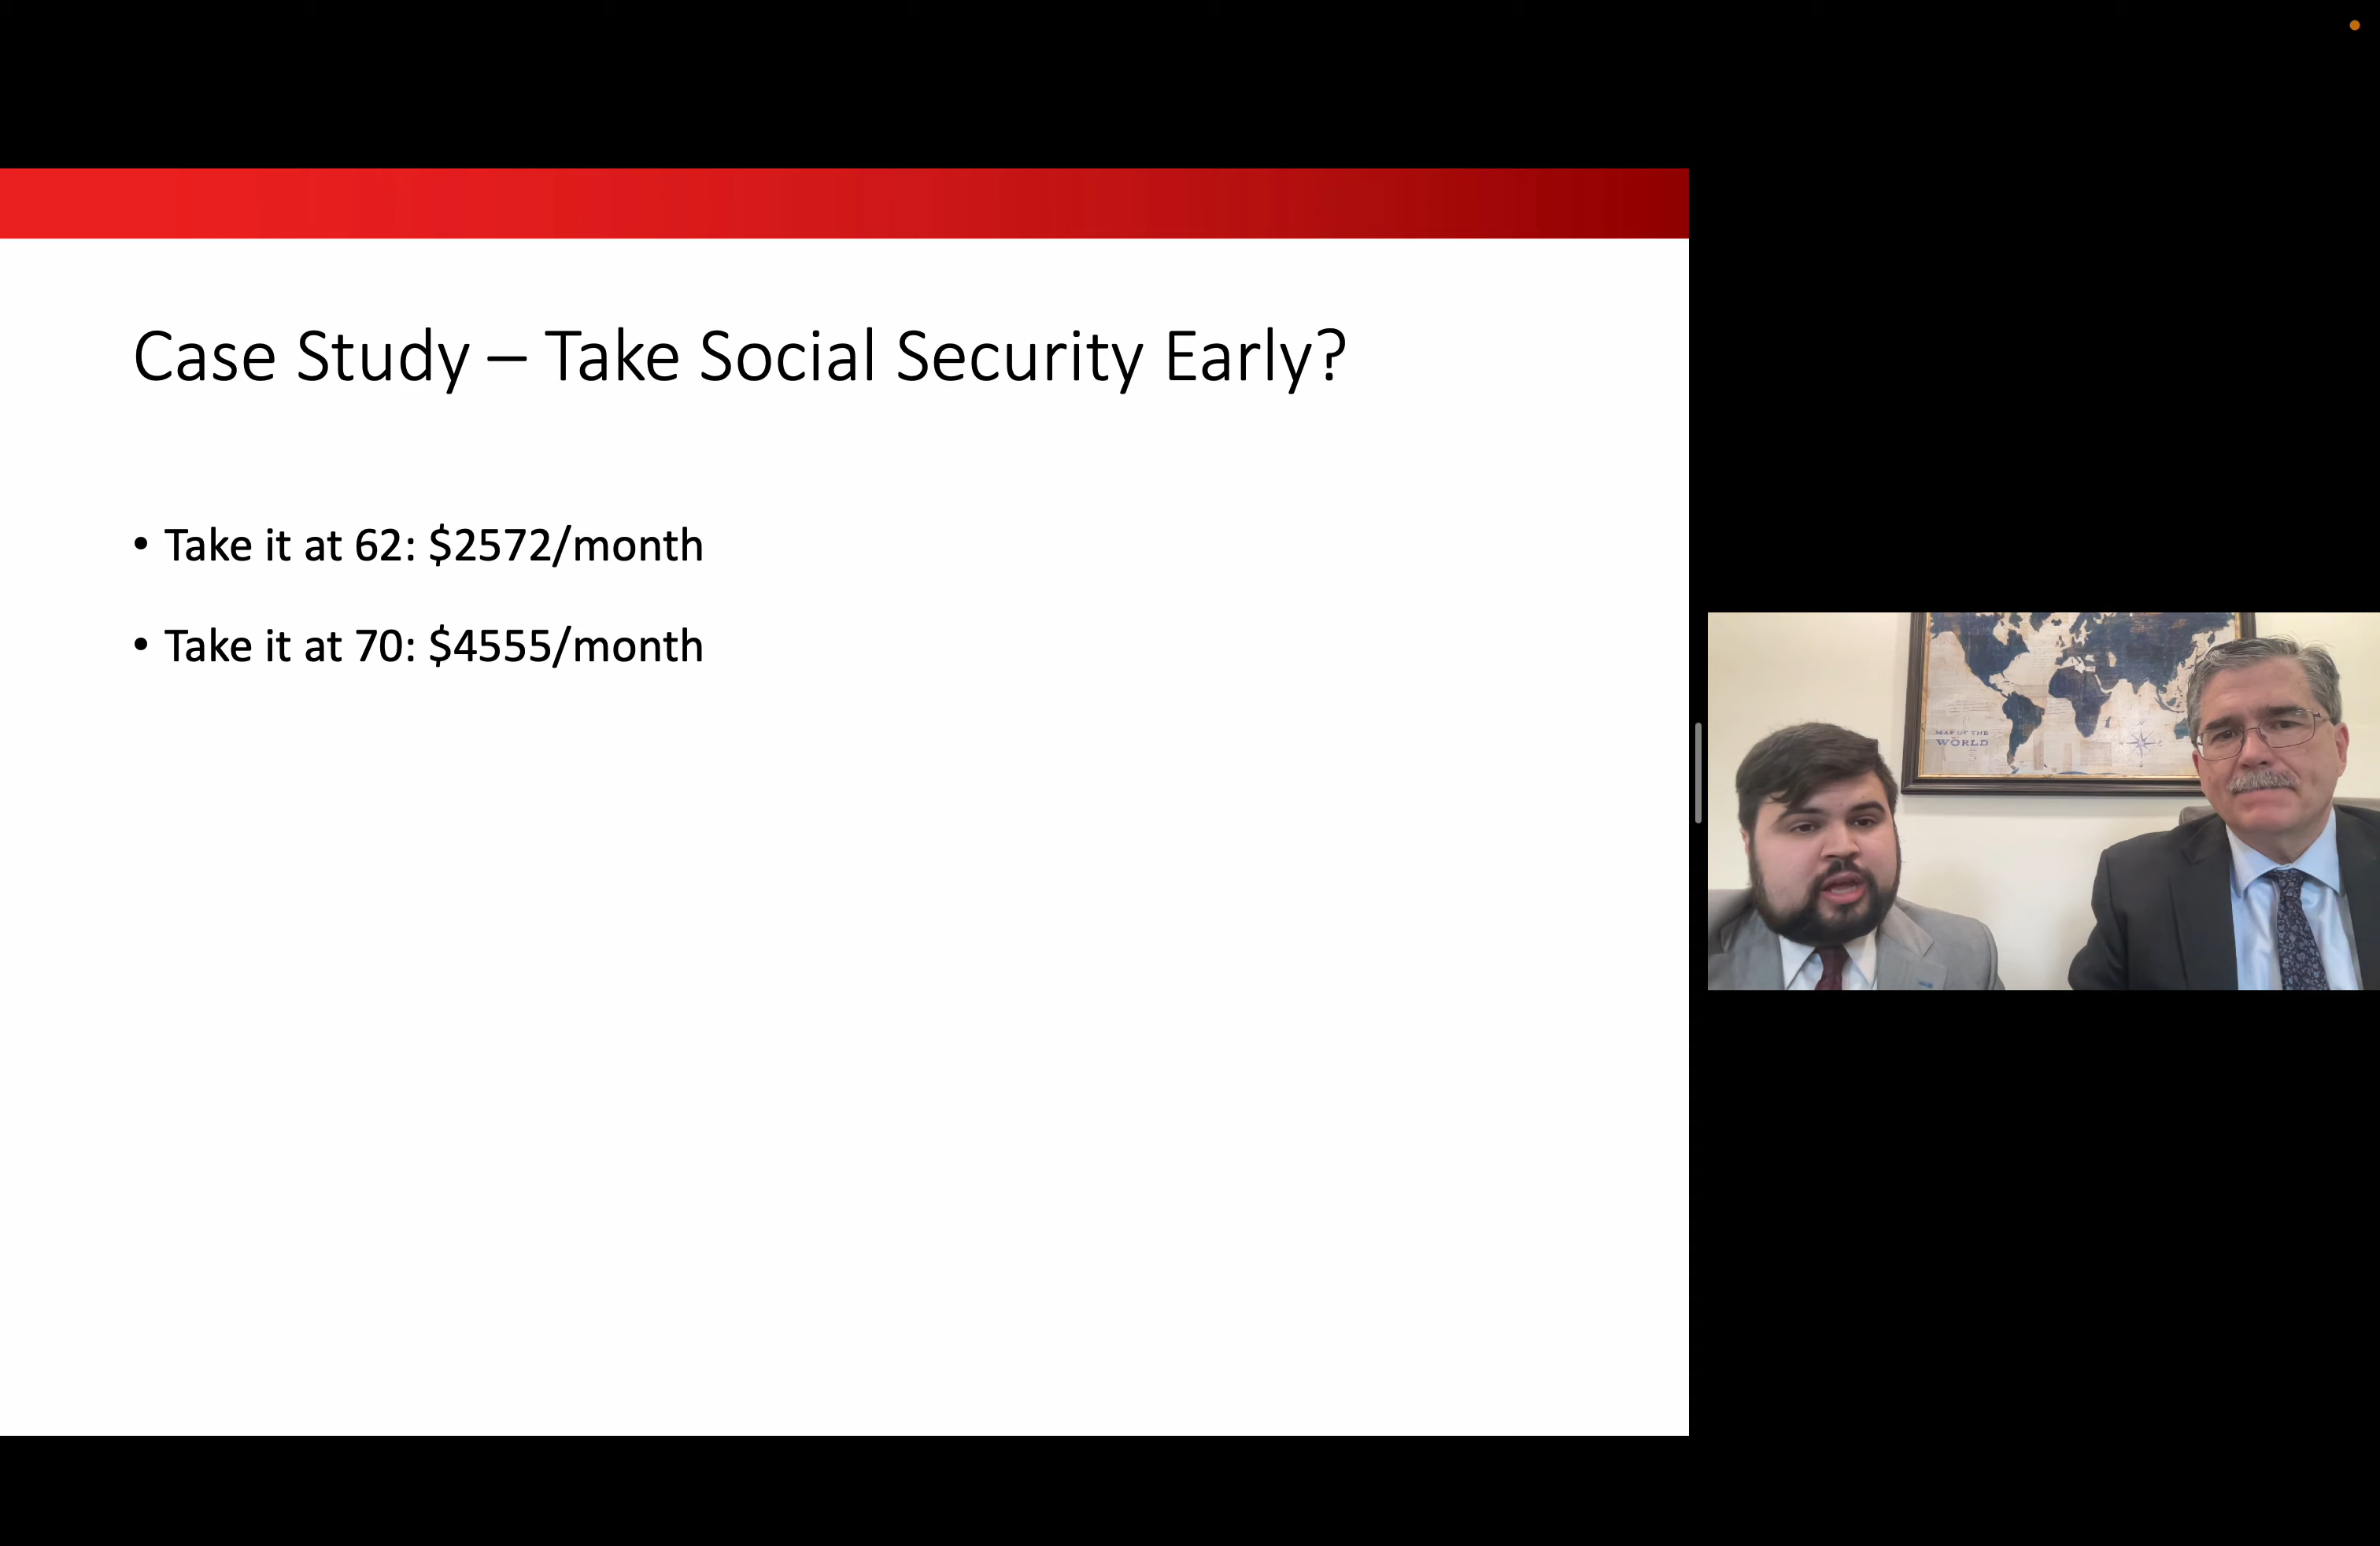 Case Study – Take Social Security Early?
• Take it at 62: $2572/month
• Take it at 70: $4555/month
MAP OF THE
WORLD